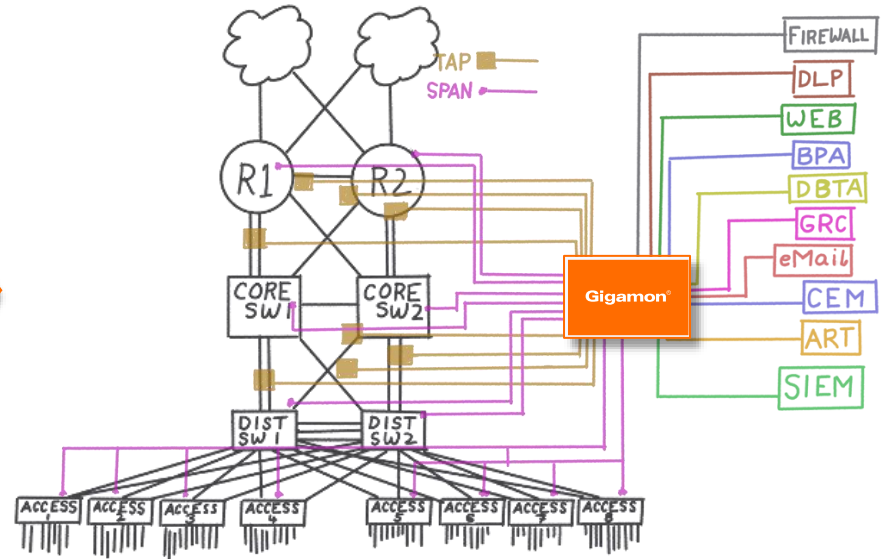 TAP
SPAN
R1
R2
CORE
SW1
CORE
SW2
DIST
SW1
DIST
SW2
ACCESS
1
ACCESS
2
ACCESS
3
ACCESS
4
ACCESS
5
ACCESS
6
ACCESS
7
ACCESS
8
Gigamon®
FIREWALL
DLP
WEB
BPA
DBTA
GRC
eMail
CEM
ART
SIEM